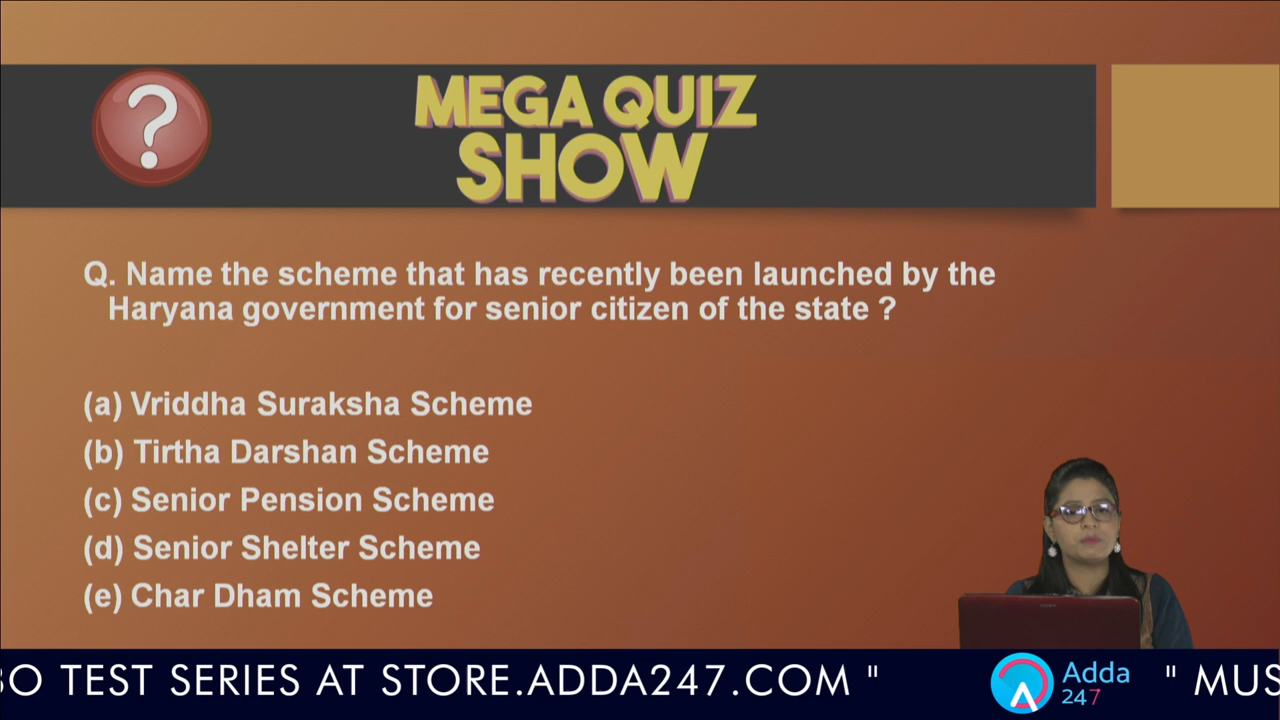 ?
MEGA QUIZ
SHOW
Q. Name the scheme that has recently been launched by the
Haryana government for senior citizen of the state ?
(a) Vriddha Suraksha Scheme
(b) Tirtha Darshan Scheme
(c) Senior Pension Scheme
(d) Senior Shelter Scheme
(e) Char Dham Scheme
BO TEST SERIES AT STORE.ADDA247.COM "
Adda
247
" MUS